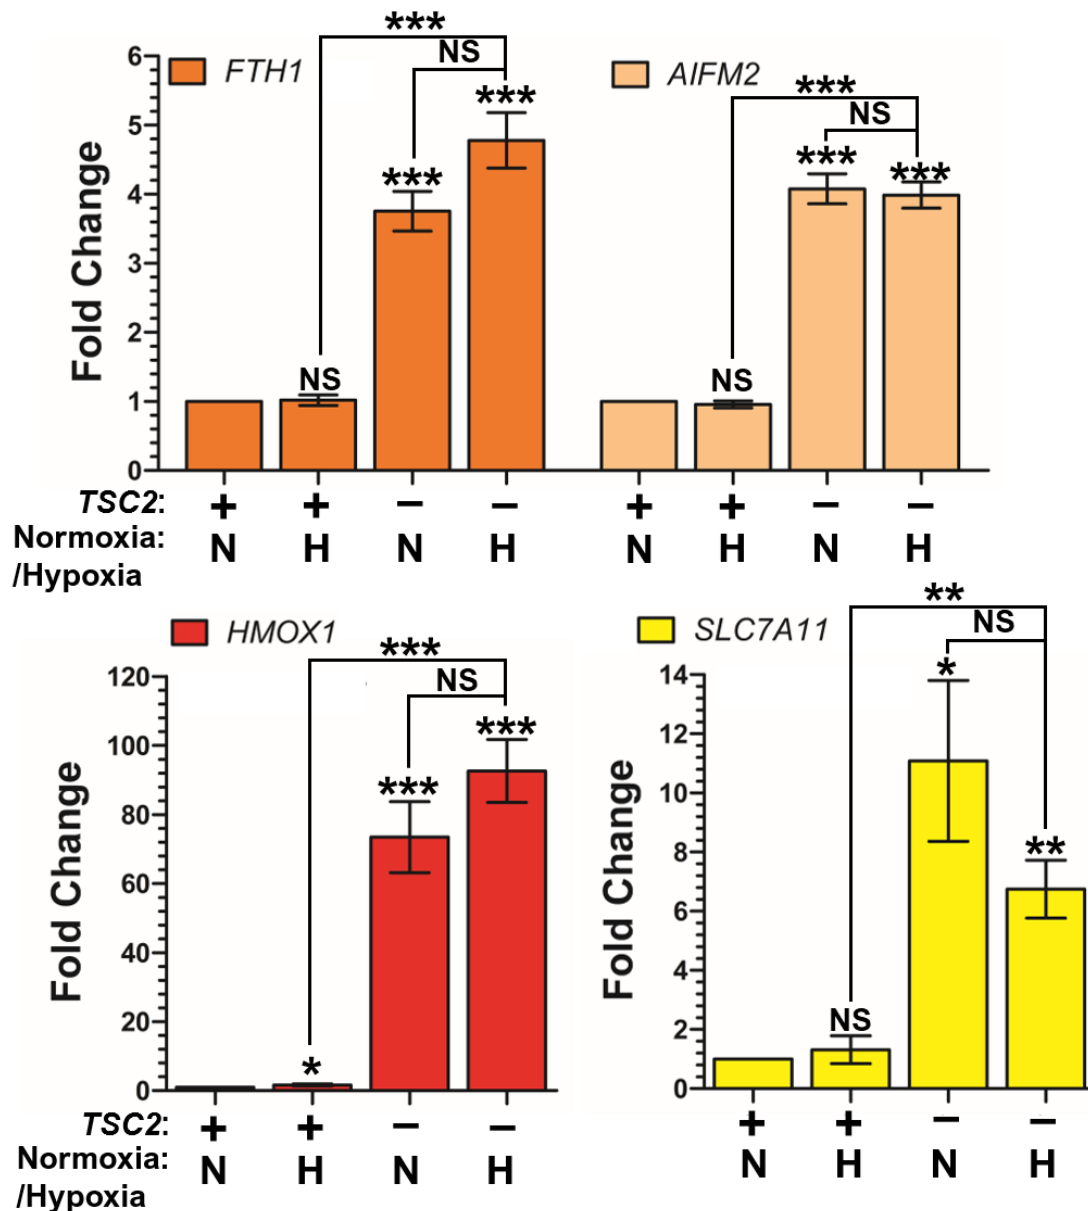 ***
NS
FTH1
***
***
NS
AIFM2
***
NS
***
***
NS
Fold Change
6
5
4
3
2
1
0
TSC2: + + − − + + − −
Normoxia: N H N H N H N H
/Hypoxia
HMOX1
***
NS
***
***
*
Fold Change
120
100
80
60
40
20
0
TSC2: + + − −
Normoxia: N H N H
/Hypoxia
SLC7A11
**
NS
*
**
NS
Fold Change
14
12
10
8
6
4
2
0
+ + − −
N H N H